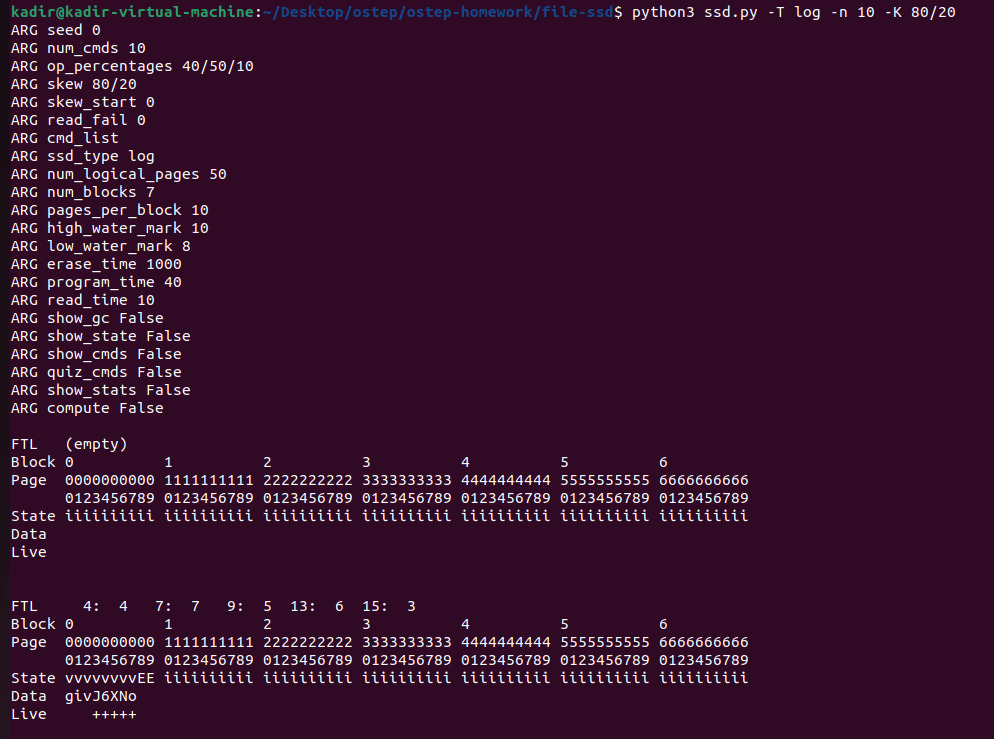 kadir@kadir-virtual-machine:~/Desktop/ostep/ostep-homework/file-ssd$ python3 ssd.py -T log -n 10 -K 80/20
ARG seed 0
ARG num_cmds 10
ARG op_percentages 40/50/10
ARG skew 80/20
ARG skew_start 0
ARG read_fail 0
ARG cmd_list
ARG ssd_type log
ARG num_logical_pages 50
ARG num_blocks 7
ARG pages_per_block 10
ARG high_water_mark 10
ARG low_water_mark 8
ARG erase_time 1000
ARG program_time 40
ARG read_time 10
ARG show_gc False
ARG show_state False
ARG show_cmds False
ARG quiz_cmds False
ARG show_stats False
ARG compute False

FTL   (empty)
Block 0          1          2          3          4          5          6
Page  0000000000 1111111111 2222222222 3333333333 4444444444 5555555555 6666666666
      0123456789 0123456789 0123456789 0123456789 0123456789 0123456789 0123456789
State iiiiiiiiii iiiiiiiiii iiiiiiiiii iiiiiiiiii iiiiiiiiii iiiiiiiiii iiiiiiiiii
Data
Live

FTL     4:  4   7:  7   9:  5  13:  6  15:  3
Block 0          1          2          3          4          5          6
Page  0000000000 1111111111 2222222222 3333333333 4444444444 5555555555 6666666666
      0123456789 0123456789 0123456789 0123456789 0123456789 0123456789 0123456789
State vvvvvvvvEE iiiiiiiiii iiiiiiiiii iiiiiiiiii iiiiiiiiii iiiiiiiiii iiiiiiiiii
Data  givJ6XNo
Live     +++++